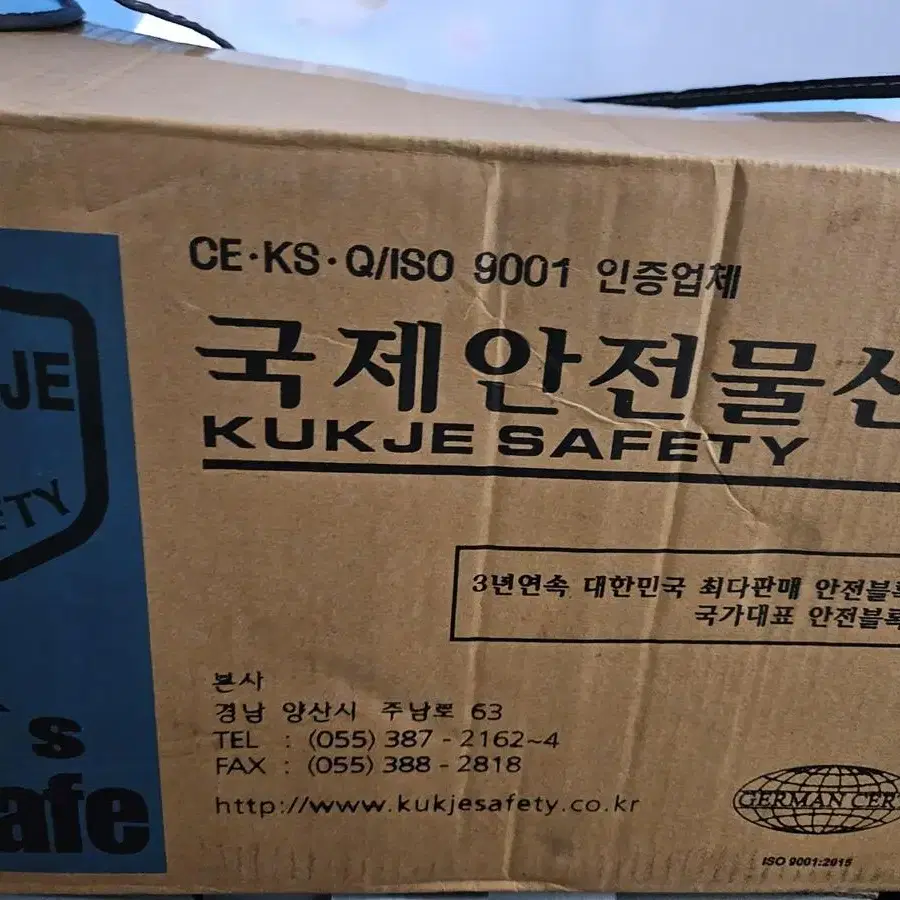 JE
CE·KS·Q/ISO 9001 인증업체
국제안전물산
KUKJE SAFETY
3년연속 대한민국 최다판매 안전블록
국가대표 안전블록
본사
경남 양산시 주남로 63
TEL : (055) 387 - 2162~4
FAX : (055) 388 - 2818
http://www.kukjesafety.co.kr
s
afe
GERMAN CER
ISO 9001:2015